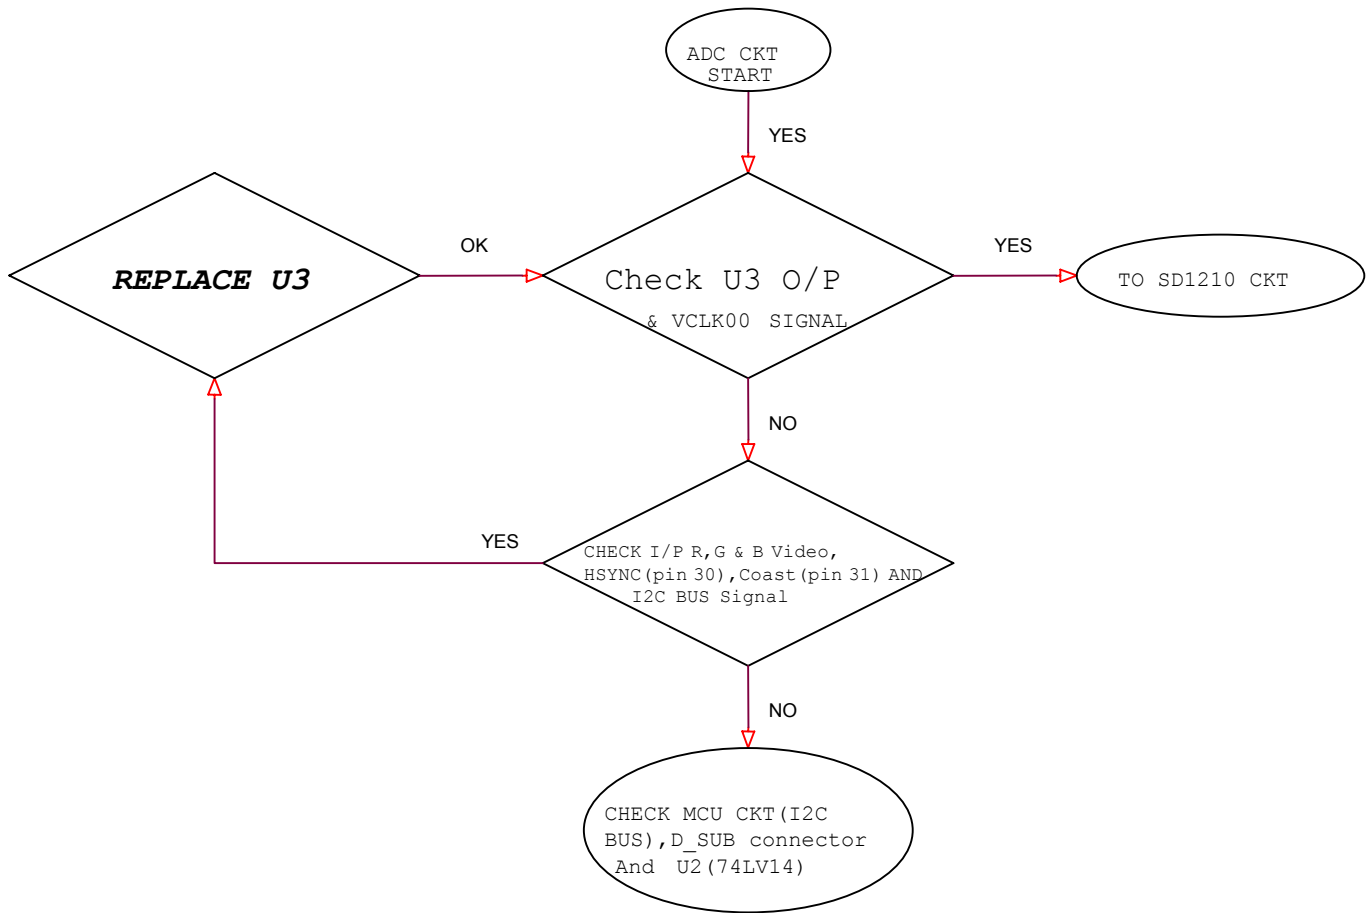 ADC CKT
START
YES
OK
YES
REPLACE U3
Check U3 O/P
& VCLK00 SIGNAL
TO SD1210 CKT
NO
YES
CHECK I/P R,G & B Video,
HSYNC(pin 30),Coast(pin 31) AND
I2C BUS Signal
NO
CHECK MCU CKT(I2C
BUS),D_SUB connector
And U2(74LV14)